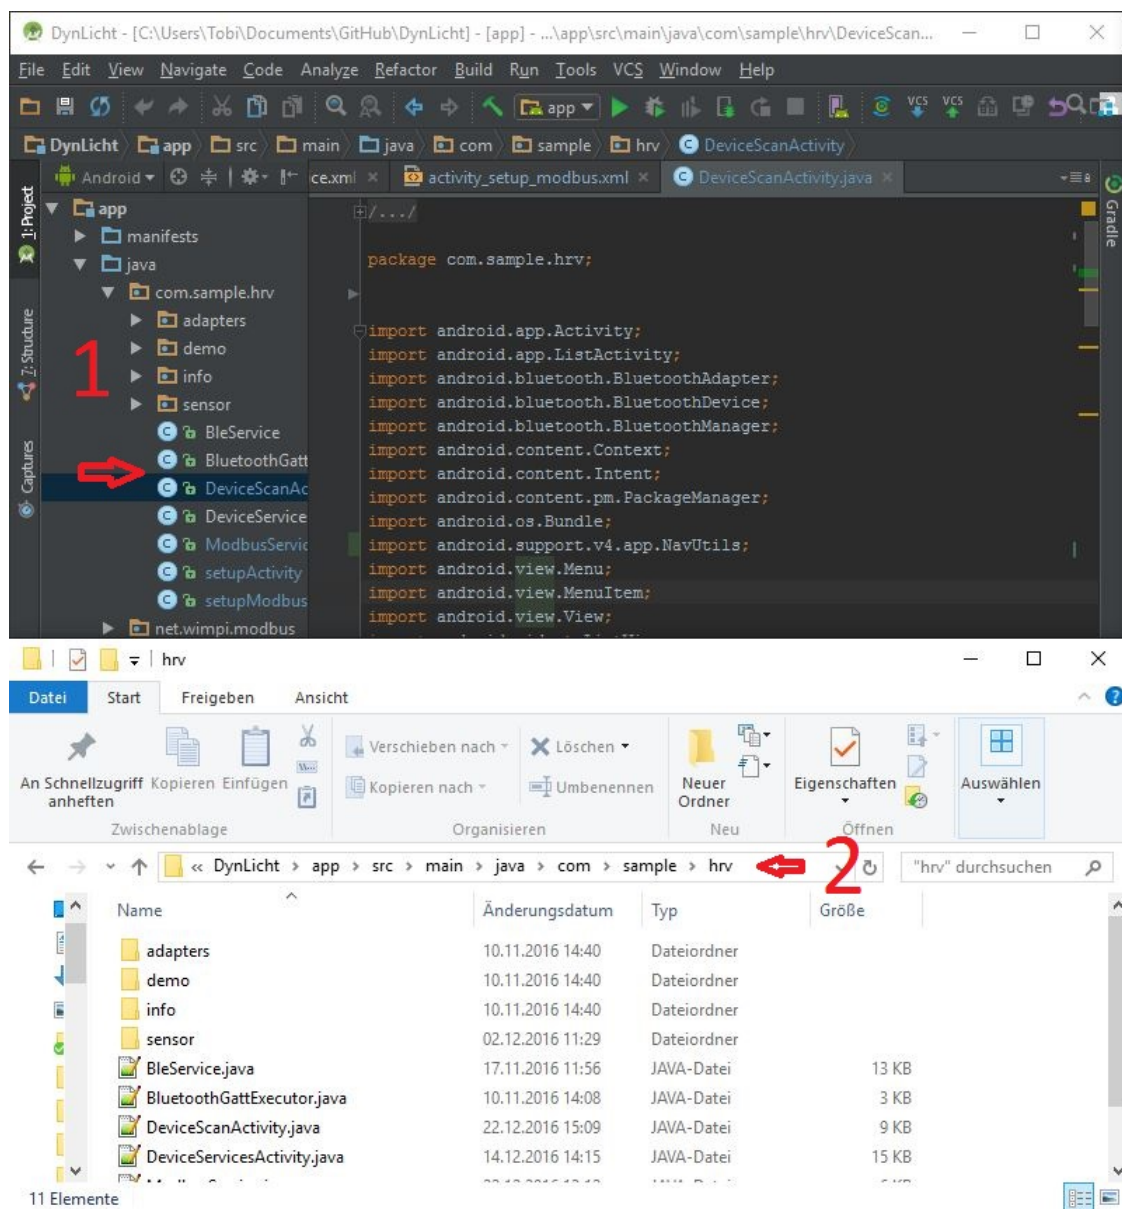 DynLicht - [C:\Users\Tobi\Documents\GitHub\DynLicht] - [app] - ...\app\src\main\java\com\sample\hrv\DeviceScan...
File Edit View Navigate Code Analyze Refactor Build Run Tools VCS Window Help
app VCS VCS
DynLicht app src main java com sample hrv DeviceScanActivity
Android ce.xml activity_setup_modbus.xml DeviceScanActivity.java
1: Project
7: Structure
Captures
Gradle
app
manifests
java
com.sample.hrv
adapters
demo
info
sensor
BleService
BluetoothGatt
DeviceScanAc
DeviceService
ModbusServic
setupActivity
setupModbus
net.wimpi.modbus
1
/.../
package com.sample.hrv;
import android.app.Activity;
import android.app.ListActivity;
import android.bluetooth.BluetoothAdapter;
import android.bluetooth.BluetoothDevice;
import android.bluetooth.BluetoothManager;
import android.content.Context;
import android.content.Intent;
import android.content.pm.PackageManager;
import android.os.Bundle;
import android.support.v4.app.NavUtils;
import android.view.Menu;
import android.view.MenuItem;
import android.view.View;
hrv
Datei Start Freigeben Ansicht
An Schnellzugriff anheften Kopieren Einfügen
Verschieben nach Löschen
Kopieren nach Umbenennen
Neuer Ordner
Eigenschaften
Auswählen
Zwischenablage Organisieren Neu Öffnen
« DynLicht > app > src > main > java > com > sample > hrv 2 "hrv" durchsuchen
Name Änderungsdatum Typ Größe
adapters 10.11.2016 14:40 Dateiordner
demo 10.11.2016 14:40 Dateiordner
info 10.11.2016 14:40 Dateiordner
sensor 02.12.2016 11:29 Dateiordner
BleService.java 17.11.2016 11:56 JAVA-Datei 13 KB
BluetoothGattExecutor.java 10.11.2016 14:08 JAVA-Datei 3 KB
DeviceScanActivity.java 22.12.2016 15:09 JAVA-Datei 9 KB
DeviceServicesActivity.java 14.12.2016 14:15 JAVA-Datei 15 KB
11 Elemente